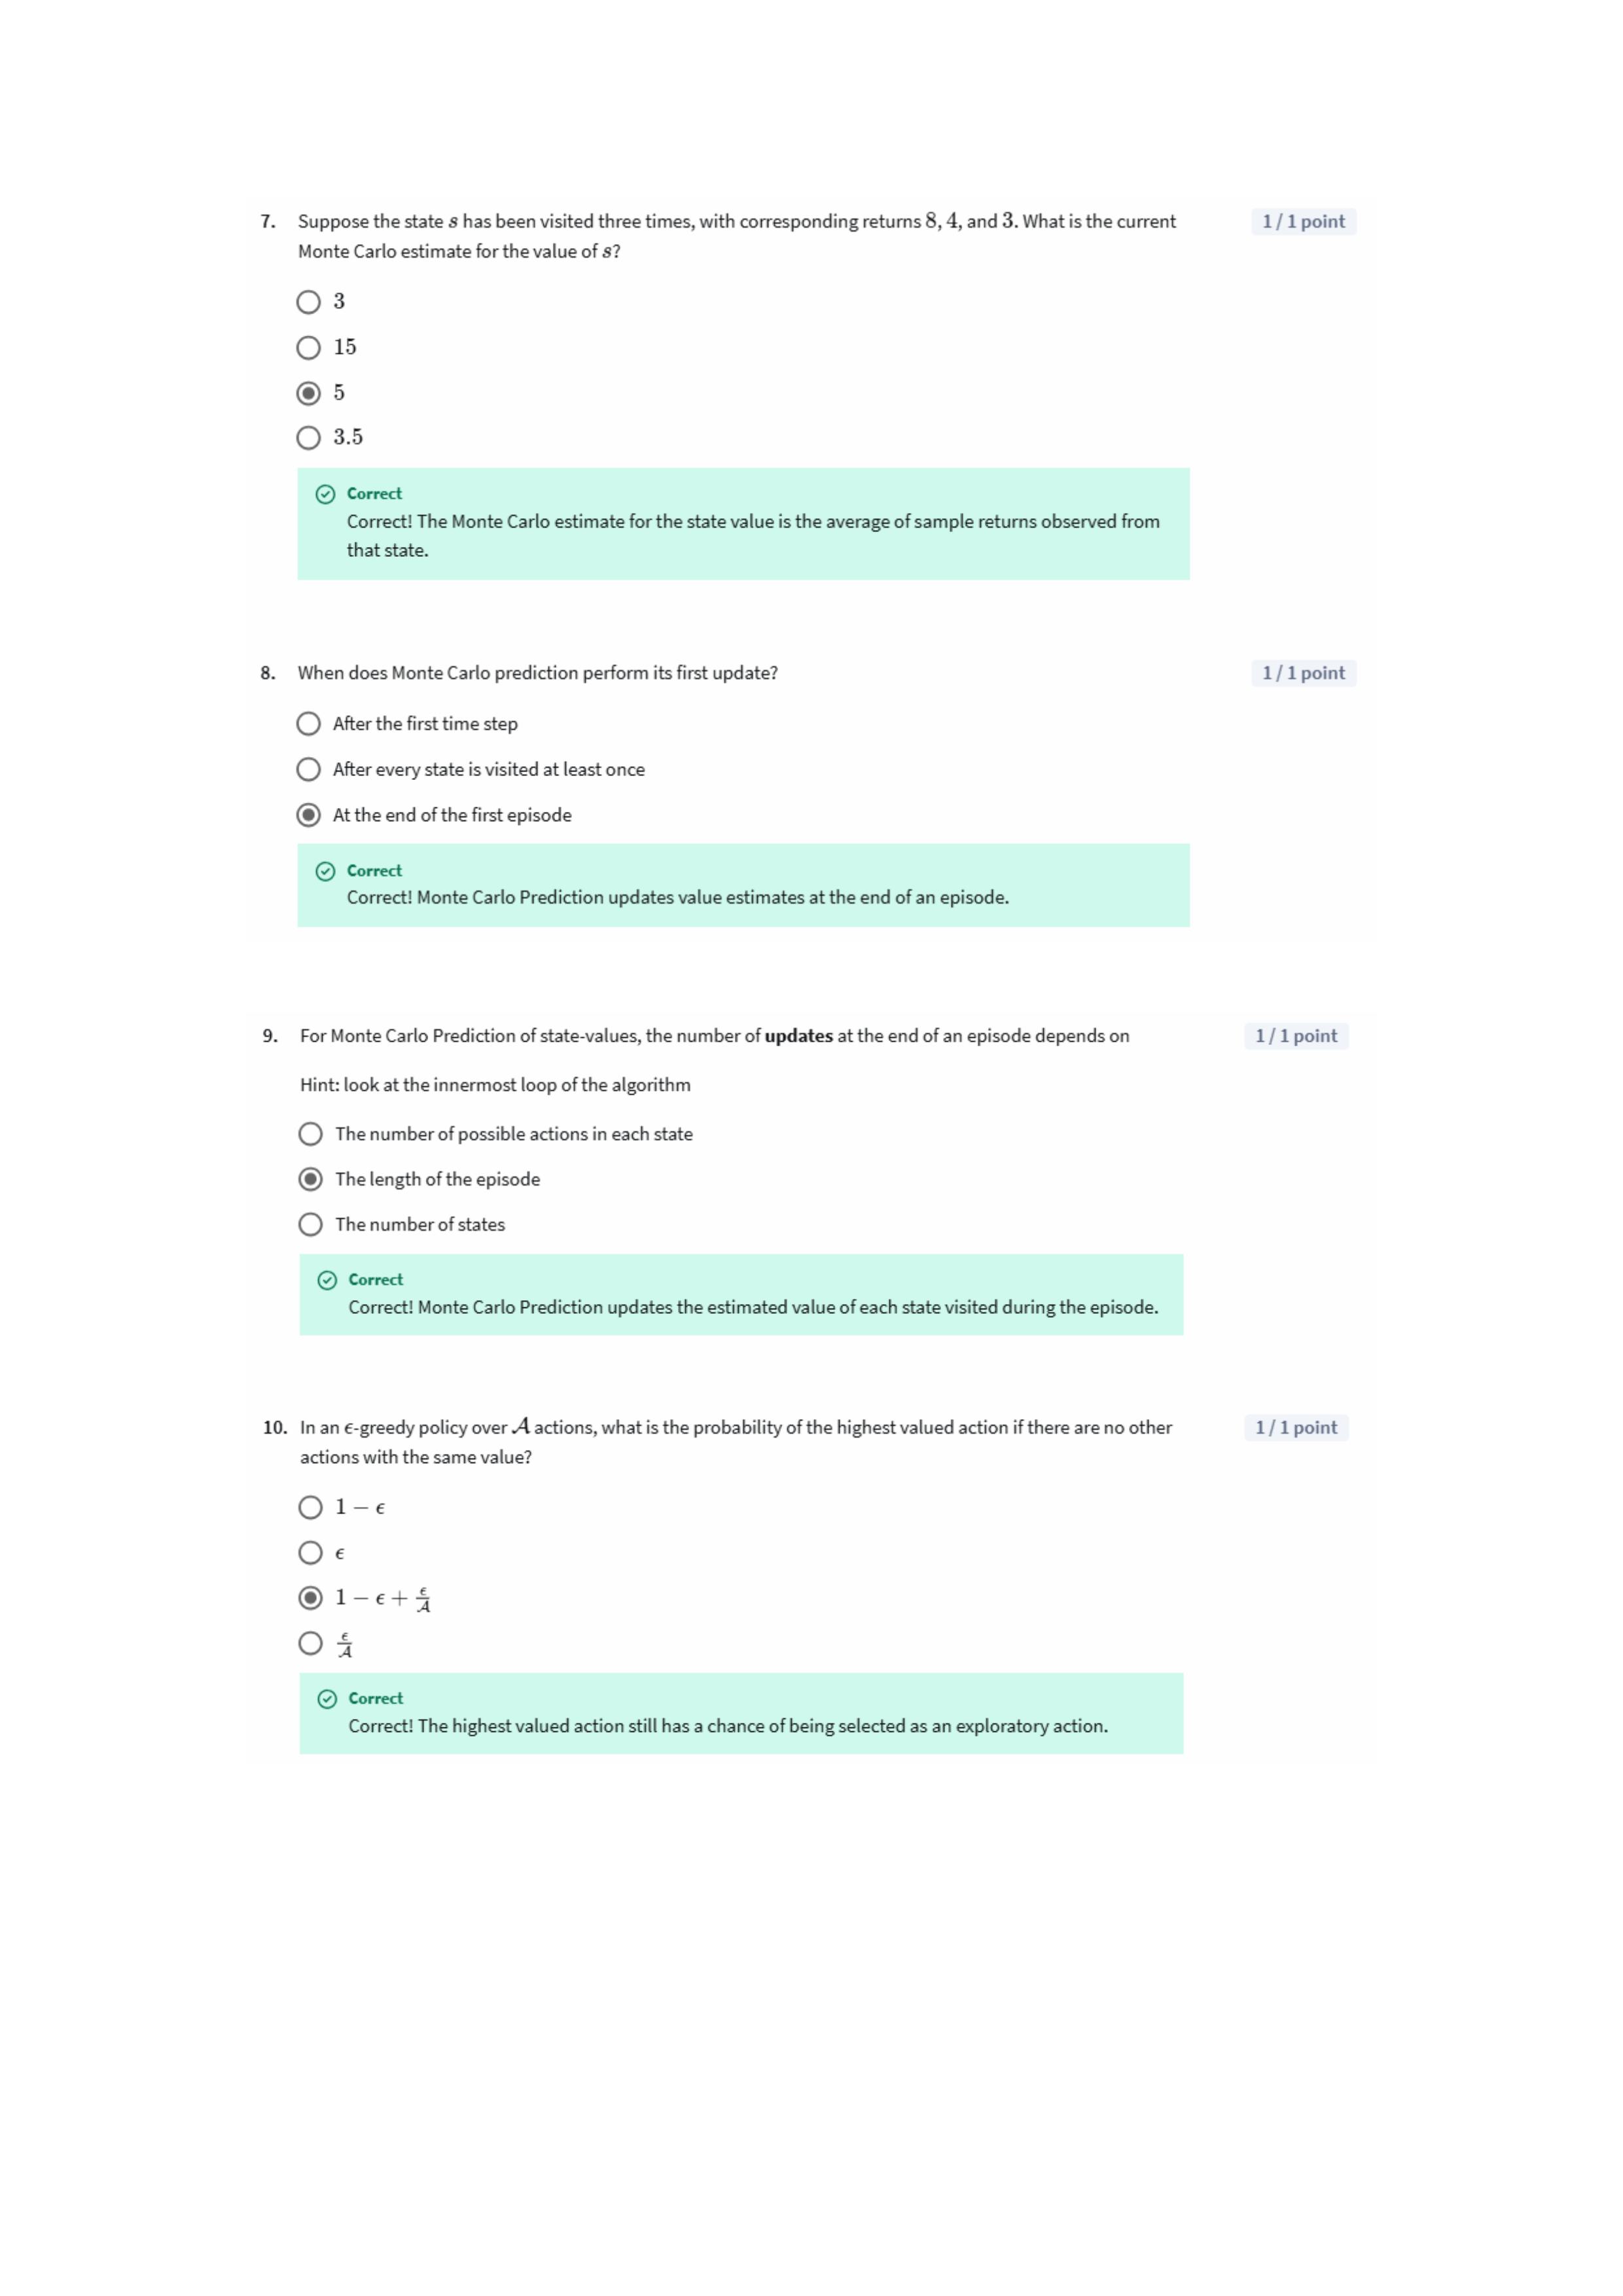 7. Suppose the state s has been visited three times, with corresponding returns 8, 4, and 3. What is the current 1 / 1 point
Monte Carlo estimate for the value of s?
3
15
5
3.5
Correct
Correct! The Monte Carlo estimate for the state value is the average of sample returns observed from
that state.
8. When does Monte Carlo prediction perform its first update? 1 / 1 point
After the first time step
After every state is visited at least once
At the end of the first episode
Correct
Correct! Monte Carlo Prediction updates value estimates at the end of an episode.
9. For Monte Carlo Prediction of state-values, the number of updates at the end of an episode depends on 1 / 1 point
Hint: look at the innermost loop of the algorithm
The number of possible actions in each state
The length of the episode
The number of states
Correct
Correct! Monte Carlo Prediction updates the estimated value of each state visited during the episode.
10. In an ϵ-greedy policy over 𝒜 actions, what is the probability of the highest valued action if there are no other 1 / 1 point
actions with the same value?
1 − ϵ
ϵ
1 − ϵ + ϵ/𝒜
ϵ/𝒜
Correct
Correct! The highest valued action still has a chance of being selected as an exploratory action.